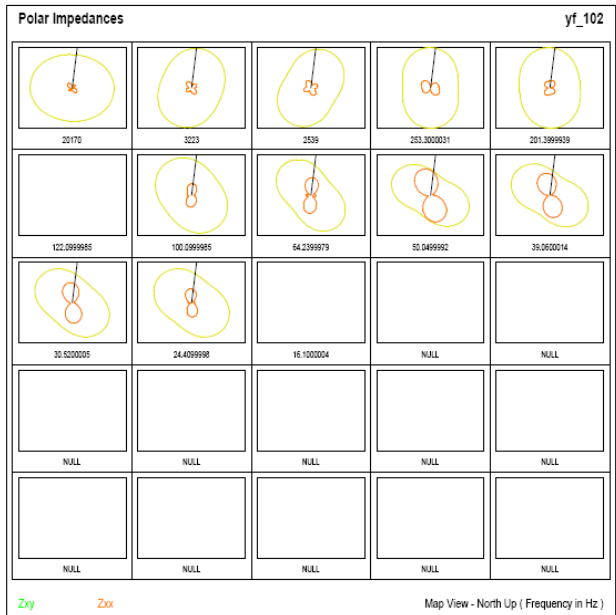 Polar Impedances yf_102
20170 3223 2539 253.3000031 201.3999939
122.0999985 100.0999985 64.2399979 50.0499992 39.0600014
30.5200005 24.4099998 16.1000004 NULL NULL
NULL NULL NULL NULL NULL
NULL NULL NULL NULL NULL
Zxy Zxx Map View - North Up ( Frequency in Hz )